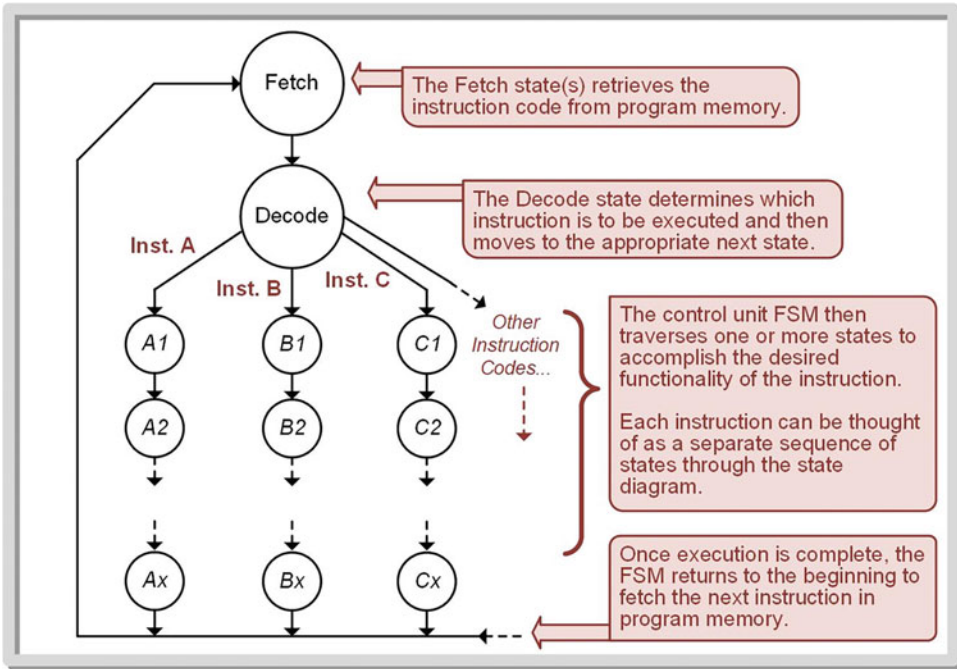 Fetch
The Fetch state(s) retrieves the
instruction code from program memory.
Decode
The Decode state determines which
instruction is to be executed and then
moves to the appropriate next state.
Inst. A
Inst. B
Inst. C
A1
B1
C1
Other
Instruction
Codes...
A2
B2
C2
The control unit FSM then
traverses one or more states to
accomplish the desired
functionality of the instruction.
Each instruction can be thought
of as a separate sequence of
states through the state
diagram.
Ax
Bx
Cx
Once execution is complete, the
FSM returns to the beginning to
fetch the next instruction in
program memory.